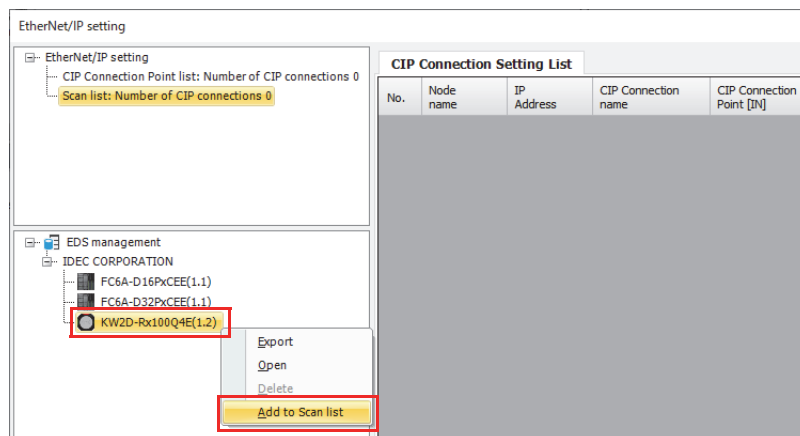 EtherNet/IP setting
EtherNet/IP setting
CIP Connection Point list: Number of CIP connections 0
Scan list: Number of CIP connections 0
CIP Connection Setting List
No.
Node
name
IP
Address
CIP Connection
name
CIP Connection
Point [IN]
EDS management
IDEC CORPORATION
FC6A-D16PxCEE(1.1)
FC6A-D32PxCEE(1.1)
KW2D-Rx100Q4E(1.2)
Export
Open
Delete
Add to Scan list